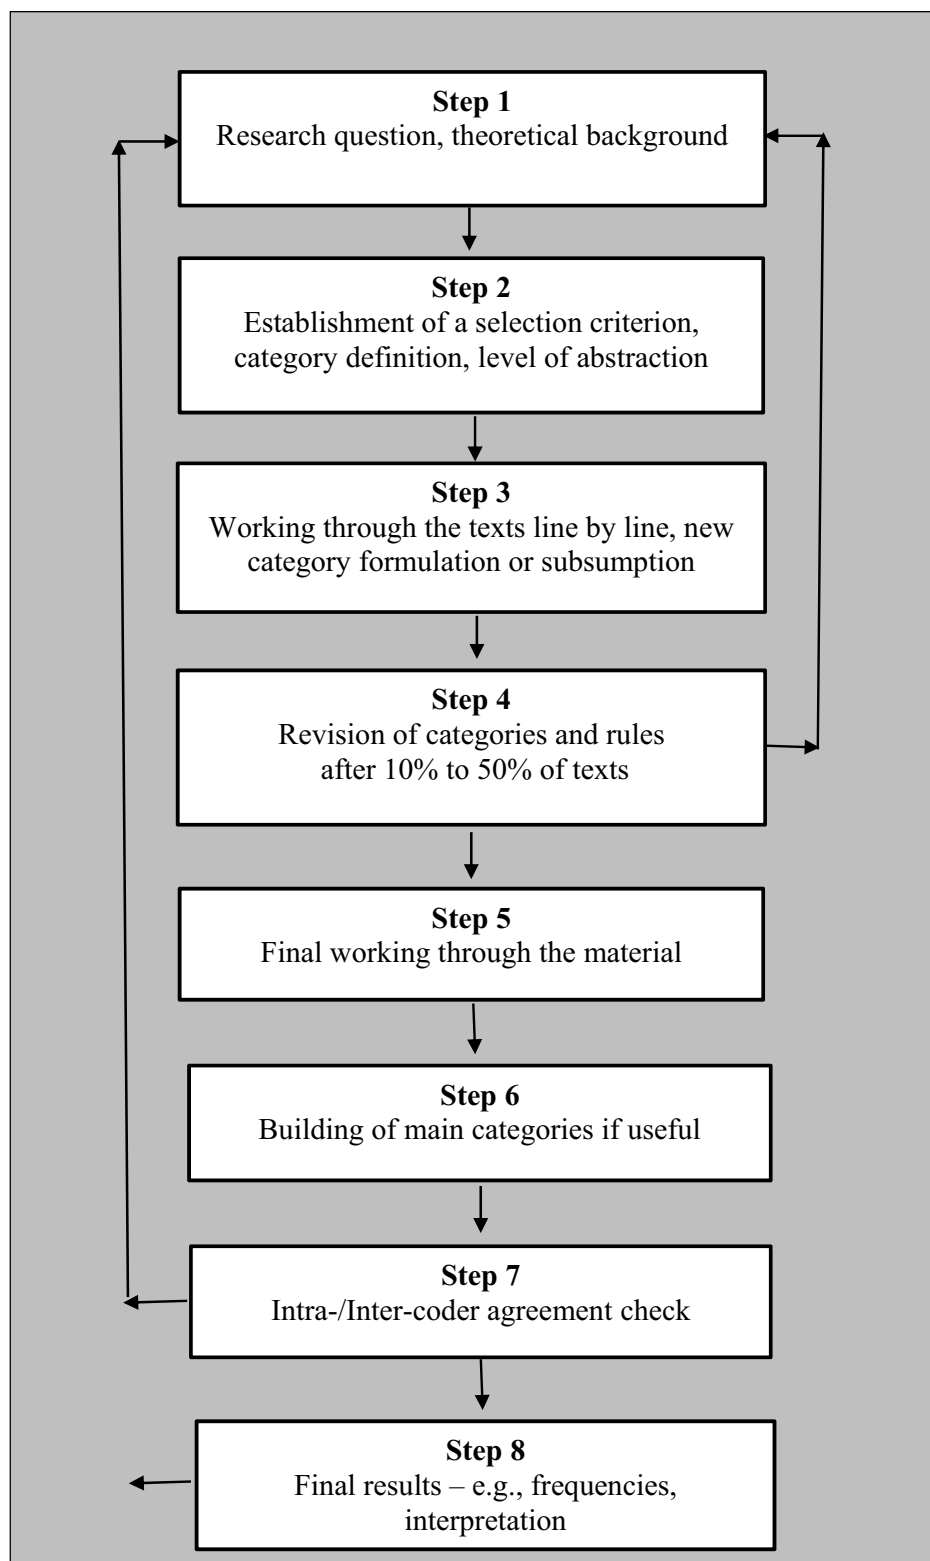 Step 1
Research question, theoretical background
Step 2
Establishment of a selection criterion,
category definition, level of abstraction
Step 3
Working through the texts line by line, new
category formulation or subsumption
Step 4
Revision of categories and rules
after 10% to 50% of texts
Step 5
Final working through the material
Step 6
Building of main categories if useful
Step 7
Intra-/Inter-coder agreement check
Step 8
Final results – e.g., frequencies,
interpretation